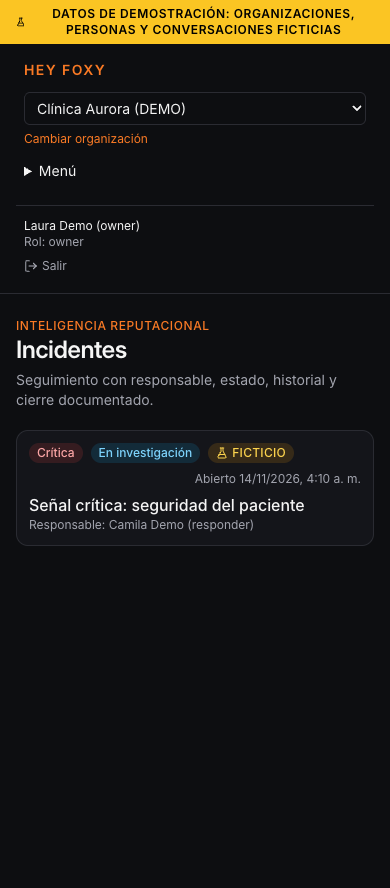 DATOS DE DEMOSTRACIÓN: ORGANIZACIONES,
PERSONAS Y CONVERSACIONES FICTICIAS
HEY FOXY
Clínica Aurora (DEMO)
Cambiar organización
Menú
Laura Demo (owner)
Rol: owner
Salir
INTELIGENCIA REPUTACIONAL
Incidentes
Seguimiento con responsable, estado, historial y
cierre documentado.
Crítica En investigación FICTICIO
Abierto 14/11/2026, 4:10 a. m.
Señal crítica: seguridad del paciente
Responsable: Camila Demo (responder)